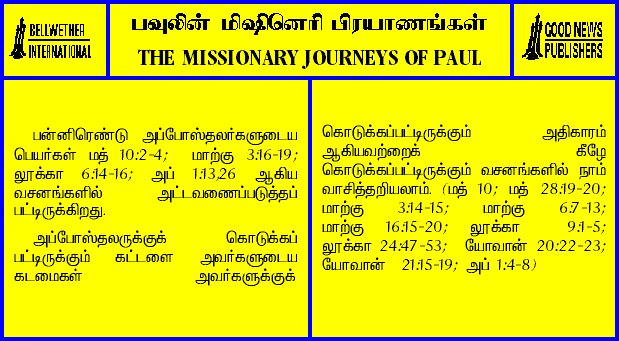 BELLWETHER
INTERNATIONAL
பவுலின் மிஷினெரி பிரயாணங்கள்
THE MISSIONARY JOURNEYS OF PAUL
GOOD NEWS
PUBLISHERS
பன்னிரெண்டு அப்போஸ்தலர்களுடைய
பெயர்கள் மத் 10:2-4; மாற்கு 3:16-19;
லூக்கா 6:14-16; அப் 1:13,26 ஆகிய
வசனங்களில் அட்டவணைப்படுத்தப்
பட்டிருக்கிறது.
அப்போஸ்தலருக்குக் கொடுக்கப்
பட்டிருக்கும் கட்டளை அவர்களுடைய
கடமைகள் அவர்களுக்குக்
கொடுக்கப்பட்டிருக்கும் அதிகாரம்
ஆகியவற்றைக் கீழே
கொடுக்கப்பட்டிருக்கும் வசனங்களில் நாம்
வாசித்தறியலாம். (மத் 10; மத் 28:19-20;
மாற்கு 3:14-15; மாற்கு 6:7-13;
மாற்கு 16:15-20; லூக்கா 9:1-5;
லூக்கா 24:47-53; யோவான் 20:22-23;
யோவான் 21:15-19; அப் 1:4-8)